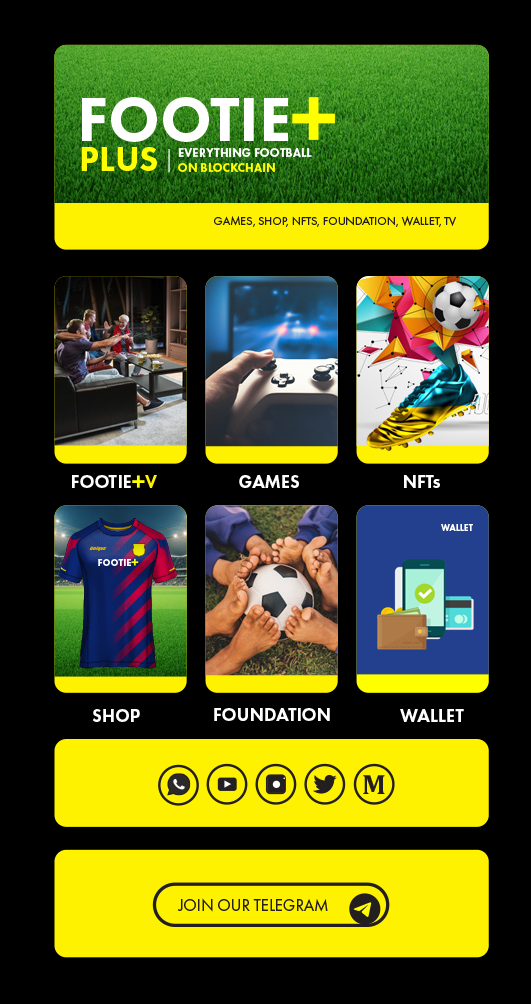 FOOTIE+
PLUS
EVERYTHING FOOTBALL
ON BLOCKCHAIN
GAMES, SHOP, NFTS, FOUNDATION, WALLET, TV
FOOTIE+V
GAMES
NFTs
FOOTIE+
WALLET
SHOP
FOUNDATION
WALLET
M
JOIN OUR TELEGRAM